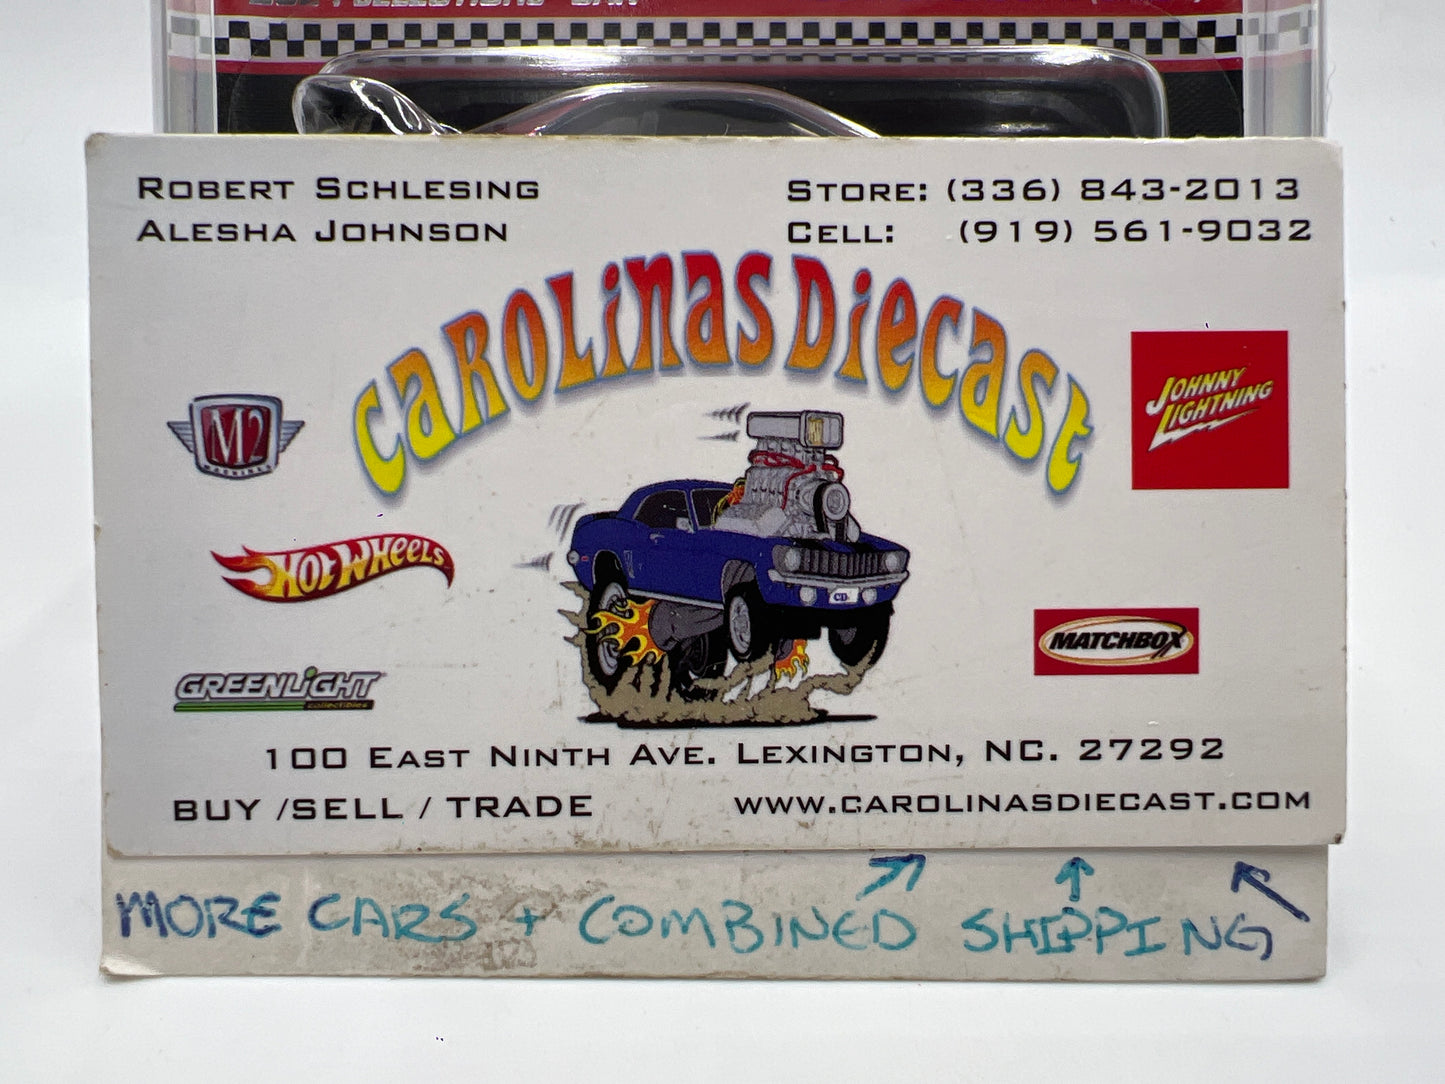 ROBERT SCHLESING
ALESHA JOHNSON
STORE: (336) 843-2013
CELL: (919) 561-9032
CAROLINAS DIECAST
M2
MACHINES
JOHNNY
LIGHTNING
HOT WHEELS
MATCHBOX
GREENLIGHT
collectibles
100 EAST NINTH AVE. LEXINGTON, NC. 27292
BUY /SELL / TRADE
WWW.CAROLINASDIECAST.COM
MORE CARS + COMBINED SHIPPING